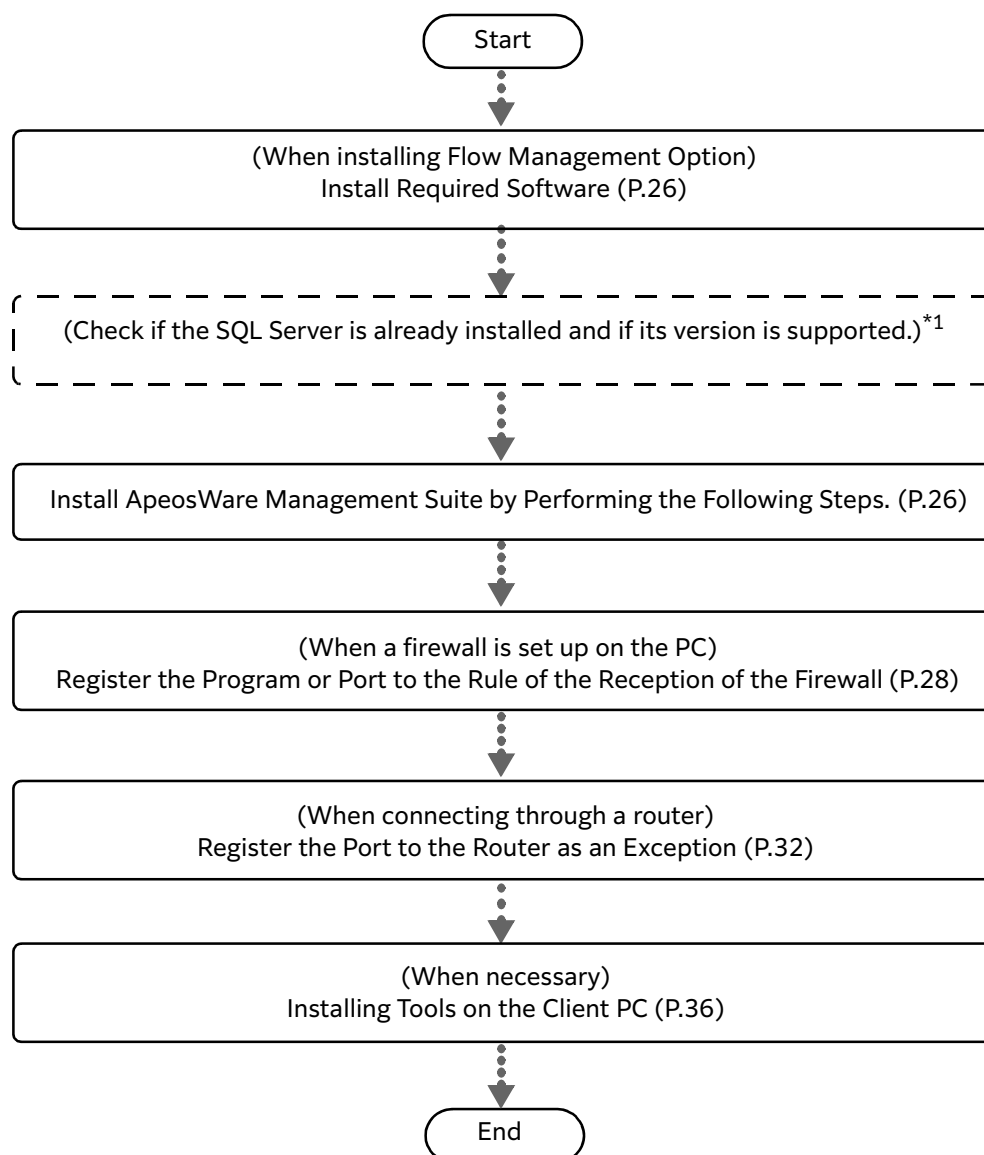 Start
(When installing Flow Management Option)
Install Required Software (P.26)
(Check if the SQL Server is already installed and if its version is supported.)*1
Install ApeosWare Management Suite by Performing the Following Steps. (P.26)
(When a firewall is set up on the PC)
Register the Program or Port to the Rule of the Reception of the Firewall (P.28)
(When connecting through a router)
Register the Port to the Router as an Exception (P.32)
(When necessary)
Installing Tools on the Client PC (P.36)
End